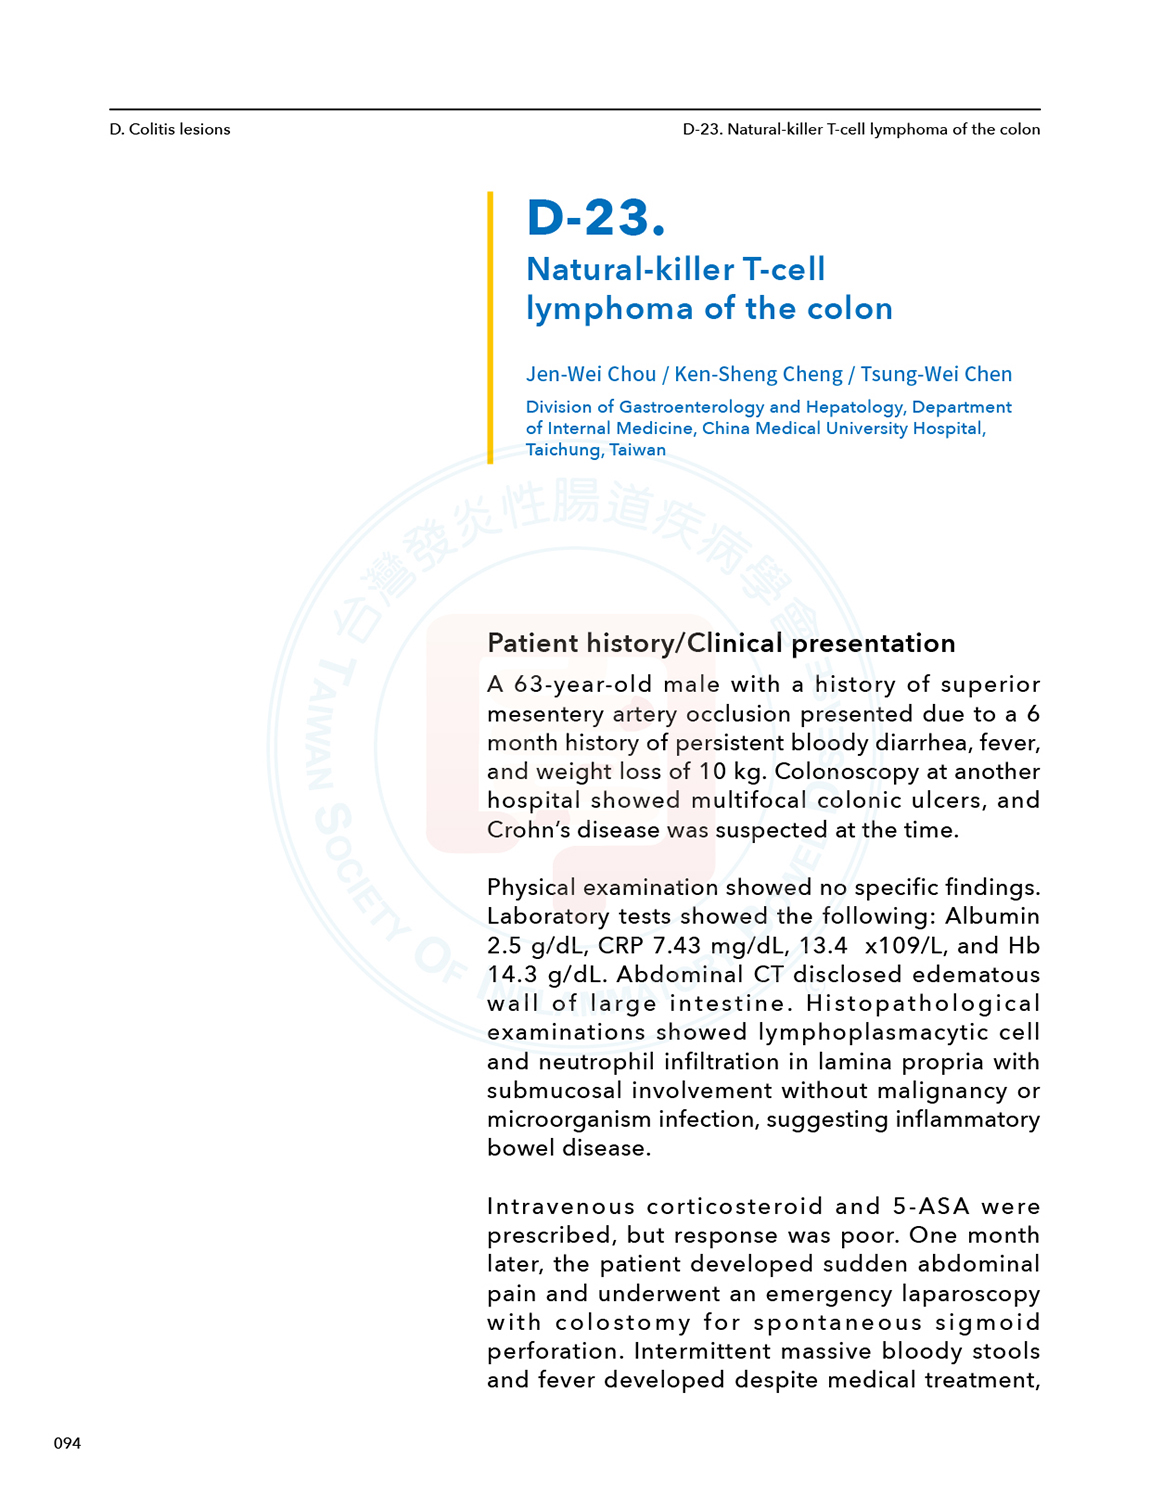 D. Colitis lesions
D-23. Natural-killer T-cell lymphoma of the colon
D-23.
Natural-killer T-cell
lymphoma of the colon
Jen-Wei Chou / Ken-Sheng Cheng / Tsung-Wei Chen
Division of Gastroenterology and Hepatology, Department
of Internal Medicine, China Medical University Hospital,
Taichung, Taiwan
台灣發炎性腸道疾病學會
TAIWAN SOCIETY OF INFLAMMATORY BOWEL DISEASE
Patient history/Clinical presentation
A 63-year-old male with a history of superior
mesentery artery occlusion presented due to a 6
month history of persistent bloody diarrhea, fever,
and weight loss of 10 kg. Colonoscopy at another
hospital showed multifocal colonic ulcers, and
Crohn’s disease was suspected at the time.
Physical examination showed no specific findings.
Laboratory tests showed the following: Albumin
2.5 g/dL, CRP 7.43 mg/dL, 13.4  x109/L, and Hb
14.3 g/dL. Abdominal CT disclosed edematous
wall of large intestine. Histopathological
examinations showed lymphoplasmacytic cell
and neutrophil infiltration in lamina propria with
submucosal involvement without malignancy or
microorganism infection, suggesting inflammatory
bowel disease.
Intravenous corticosteroid and 5-ASA were
prescribed, but response was poor. One month
later, the patient developed sudden abdominal
pain and underwent an emergency laparoscopy
with colostomy for spontaneous sigmoid
perforation. Intermittent massive bloody stools
and fever developed despite medical treatment,
094